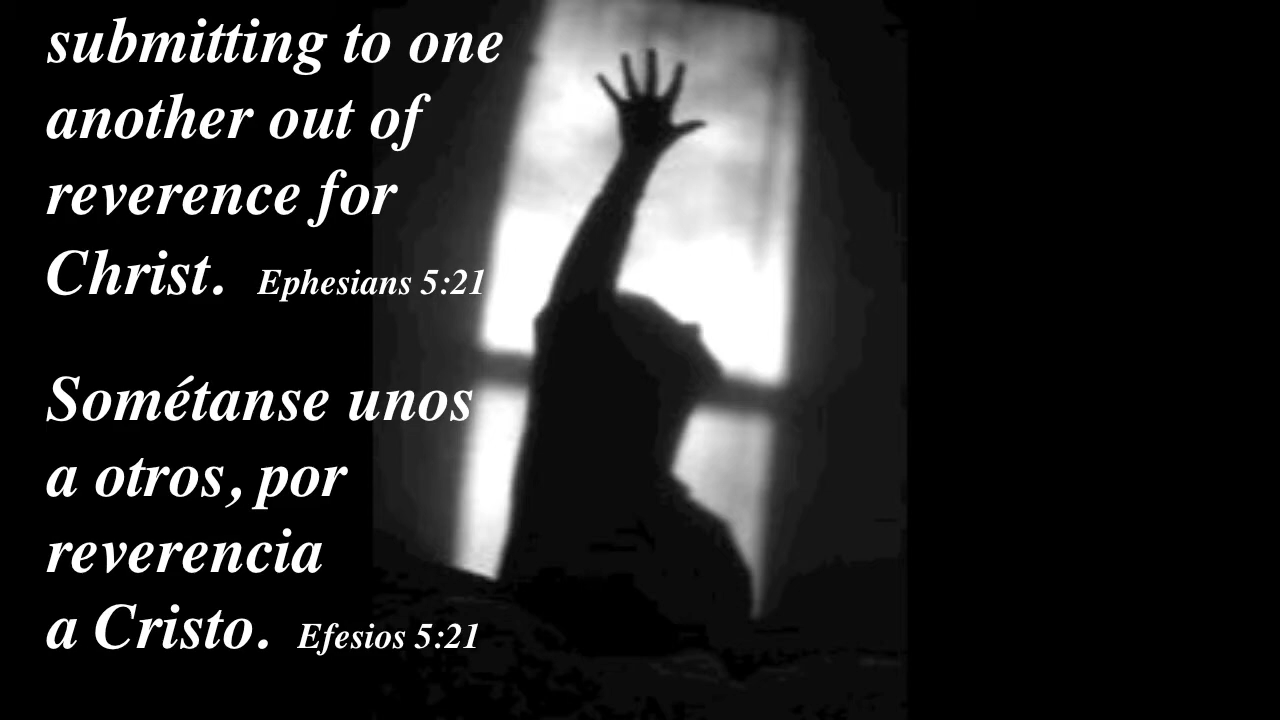 submitting to one
another out of
reverence for
Christ. Ephesians 5:21
Sométanse unos
a otros, por
reverencia
a Cristo. Efesios 5:21